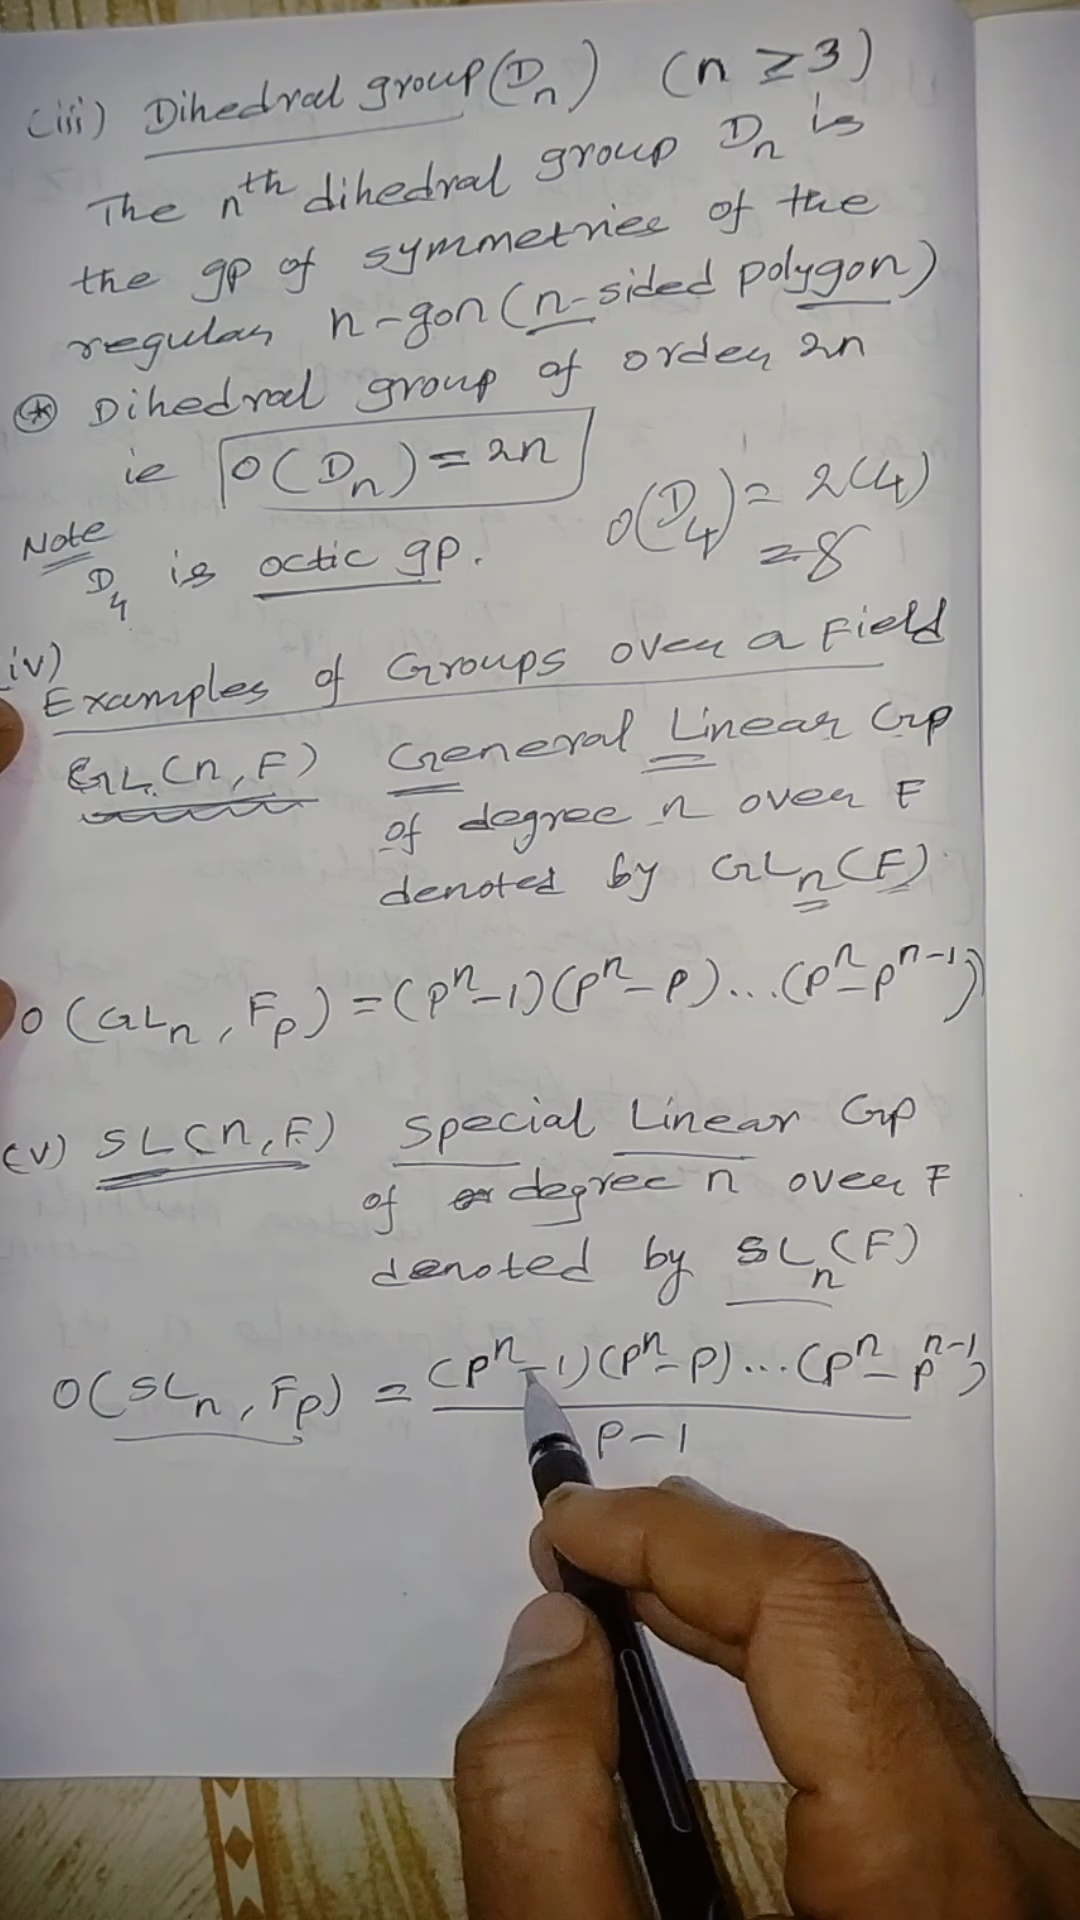 (iii) Dihedral group (Dn) (n ≥ 3)
The nth dihedral group Dn is
the gp of symmetries of the
regular n-gon (n-sided polygon)
⊛ Dihedral group of order 2n
ie O(Dn) = 2n
O(D4) = 2(4)
= 8
Note
D4 is octic gp.
iv)
Examples of Groups over a Field
GL(n, F) General Linear Gp
of degree n over F
denoted by GLn(F)
O(GLn, Fp) = (p^n - 1)(p^n - p)...(p^n - p^n-1)
(v) SL(n, F) Special Linear Gp
of degree n over F
denoted by SLn(F)
O(SLn, Fp) = (p^n - 1)(p^n - p)...(p^n - p^n-1)
p - 1